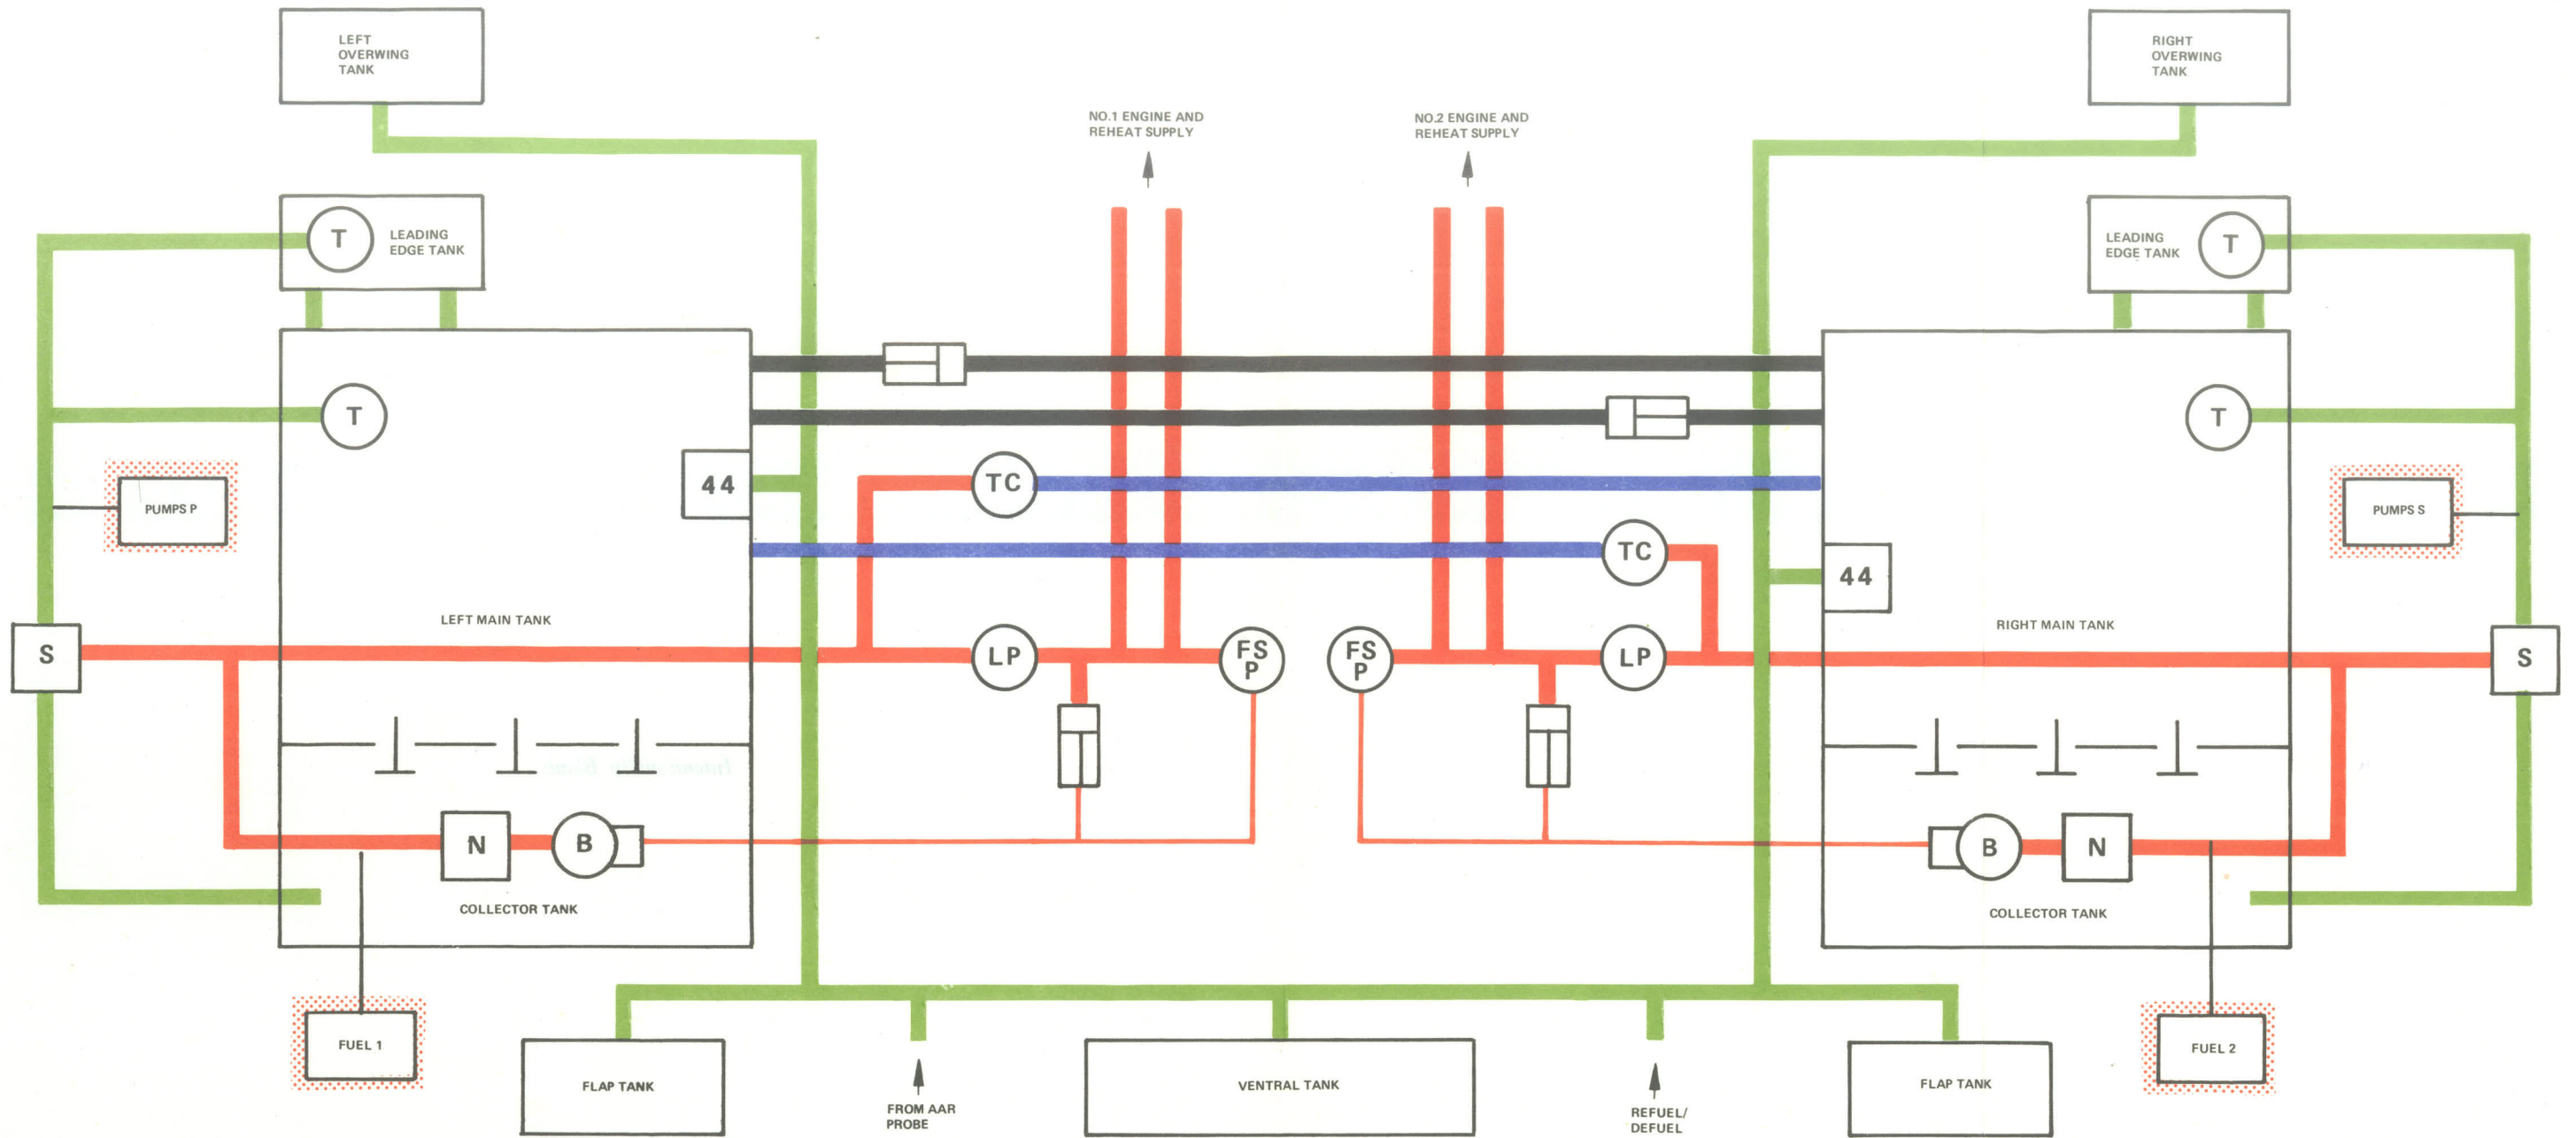 LEFT
OVERWING
TANK
RIGHT
OVERWING
TANK
NO.1 ENGINE AND
REHEAT SUPPLY
NO.2 ENGINE AND
REHEAT SUPPLY
T
LEADING
EDGE TANK
LEADING
EDGE TANK
T
T
T
44
TC
PUMPS P
PUMPS S
TC
44
LEFT MAIN TANK
RIGHT MAIN TANK
S
LP
FS
P
FS
P
LP
S
N
B
B
N
COLLECTOR TANK
COLLECTOR TANK
FUEL 1
FUEL 2
FLAP TANK
VENTRAL TANK
FLAP TANK
FROM AAR
PROBE
REFUEL/
DEFUEL